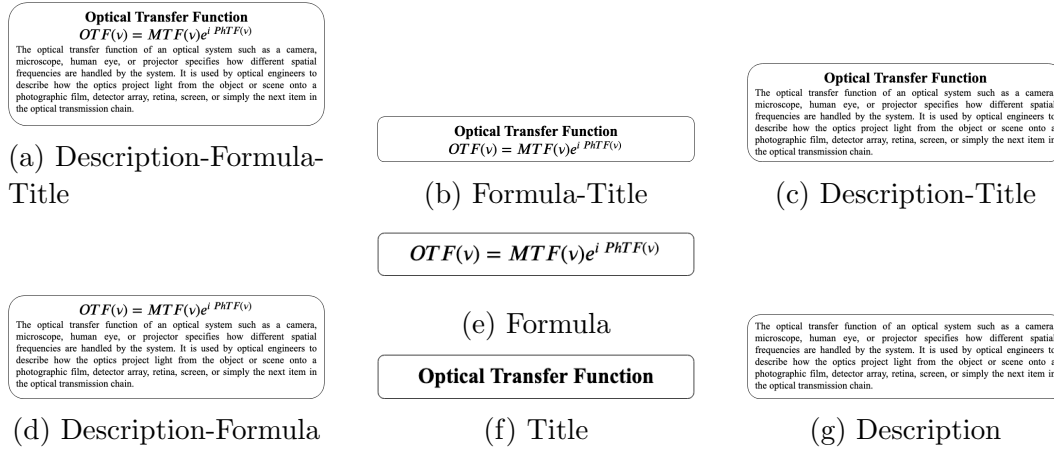 Optical Transfer Function
OTF(ν) = MTF(ν)e^{i PhTF(ν)}
The optical transfer function of an optical system such as a camera,
microscope, human eye, or projector specifies how different spatial
frequencies are handled by the system. It is used by optical engineers to
describe how the optics project light from the object or scene onto a
photographic film, detector array, retina, screen, or simply the next item in
the optical transmission chain.
(a) Description-Formula-
Title
Optical Transfer Function
OTF(ν) = MTF(ν)e^{i PhTF(ν)}
(b) Formula-Title
Optical Transfer Function
The optical transfer function of an optical system such as a camera,
microscope, human eye, or projector specifies how different spatial
frequencies are handled by the system. It is used by optical engineers to
describe how the optics project light from the object or scene onto a
photographic film, detector array, retina, screen, or simply the next item in
the optical transmission chain.
(c) Description-Title
OTF(ν) = MTF(ν)e^{i PhTF(ν)}
The optical transfer function of an optical system such as a camera,
microscope, human eye, or projector specifies how different spatial
frequencies are handled by the system. It is used by optical engineers to
describe how the optics project light from the object or scene onto a
photographic film, detector array, retina, screen, or simply the next item in
the optical transmission chain.
(d) Description-Formula
OTF(ν) = MTF(ν)e^{i PhTF(ν)}
(e) Formula
Optical Transfer Function
(f) Title
The optical transfer function of an optical system such as a camera,
microscope, human eye, or projector specifies how different spatial
frequencies are handled by the system. It is used by optical engineers to
describe how the optics project light from the object or scene onto a
photographic film, detector array, retina, screen, or simply the next item in
the optical transmission chain.
(g) Description